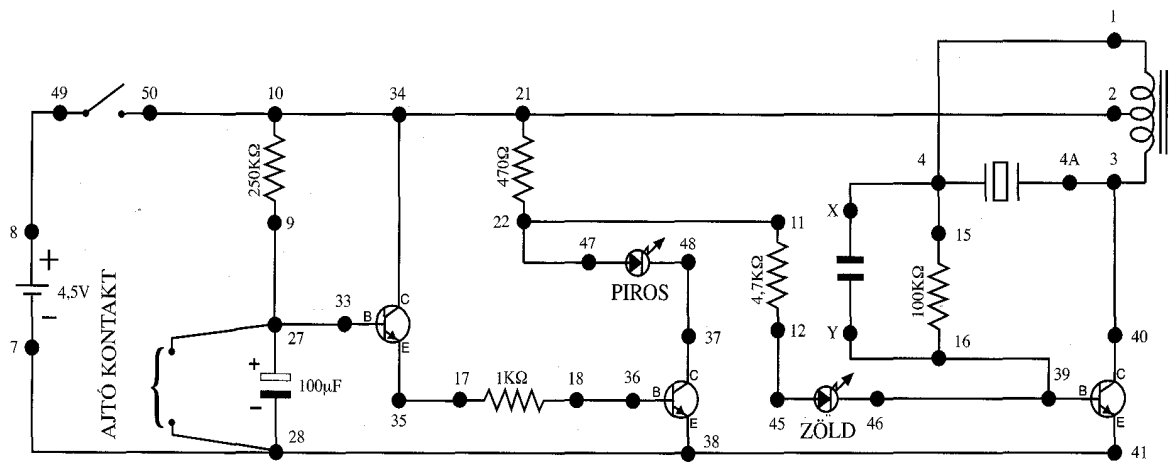 1
49
50
10
34
21
2
250KΩ
470Ω
4
4A
3
8
9
22
11
X
15
+
4,5V
–
47
48
PIROS
4,7KΩ
100KΩ
7
AJTÓ KONTAKT
33
B
C
E
27
37
12
Y
16
40
+
100µF
–
17
1KΩ
18
36
B
C
E
39
B
C
E
35
45
ZÖLD
46
28
38
41